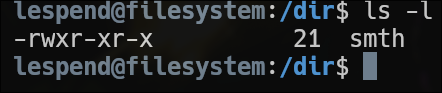 lespend@filesystem:/dir$ ls -l
-rwxr-xr-x 21 smth
lespend@filesystem:/dir$